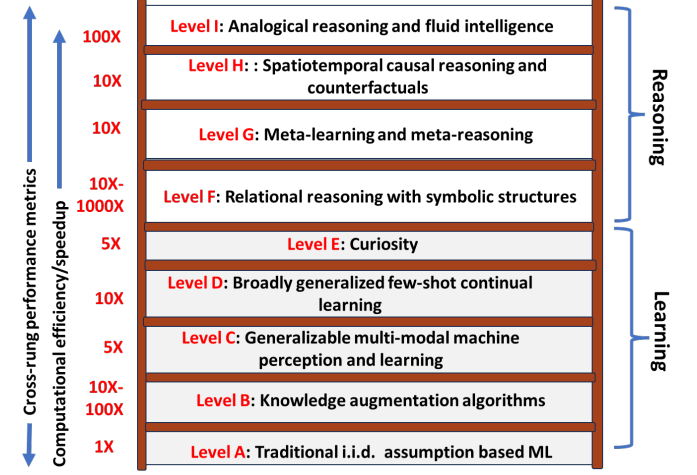 Level I: Analogical reasoning and fluid intelligence
100X
Level H: : Spatiotemporal causal reasoning and
counterfactuals
10X
Level G: Meta-learning and meta-reasoning
10X
Level F: Relational reasoning with symbolic structures
10X-
1000X
Level E: Curiosity
5X
Level D: Broadly generalized few-shot continual
learning
10X
Level C: Generalizable multi-modal machine
perception and learning
5X
Level B: Knowledge augmentation algorithms
10X-
100X
Level A: Traditional i.i.d. assumption based ML
1X
Cross-rung performance metrics
Computational efficiency/speedup
Reasoning
Learning